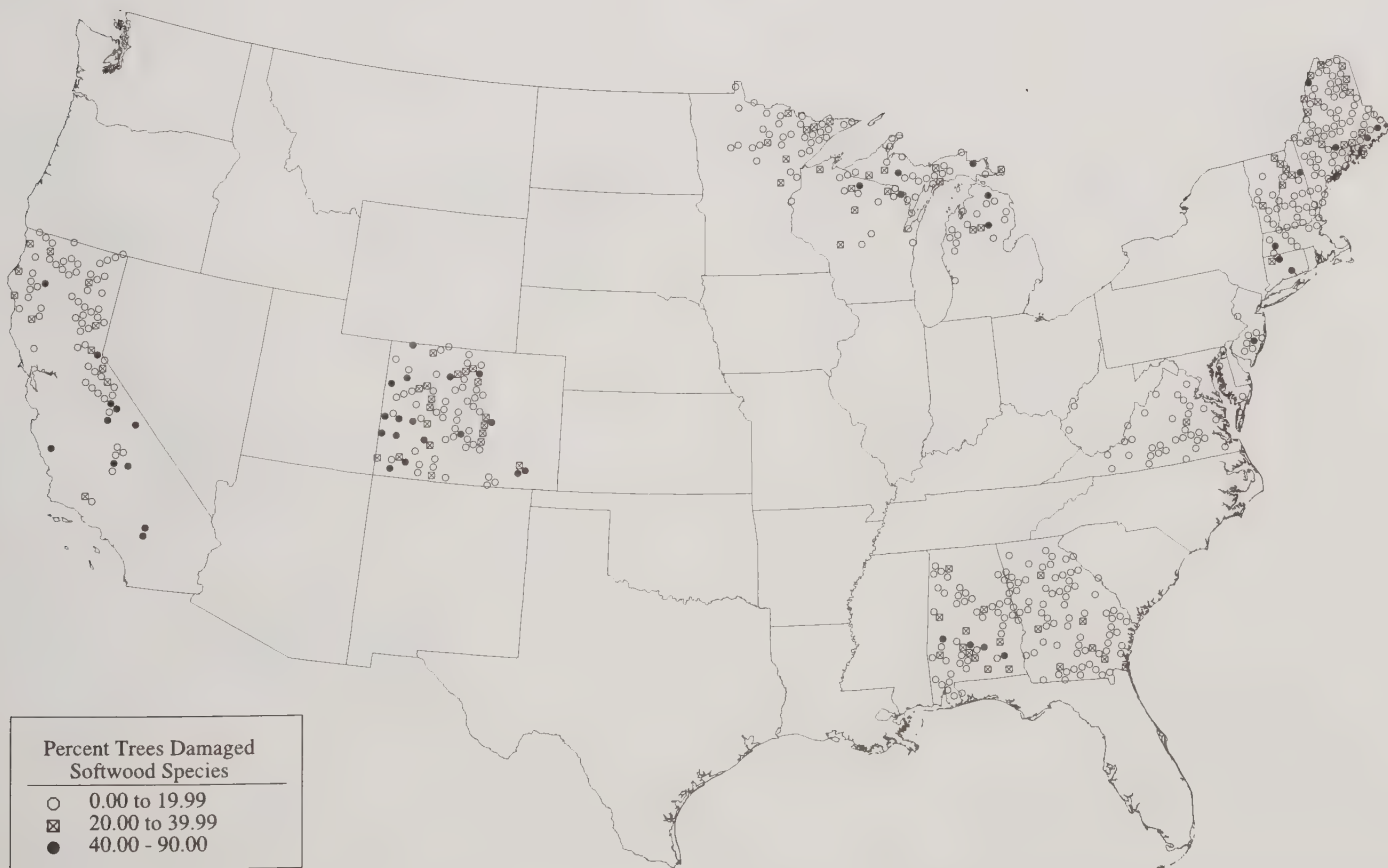 Percent Trees Damaged
Softwood Species
0.00 to 19.99
20.00 to 39.99
40.00 - 90.00